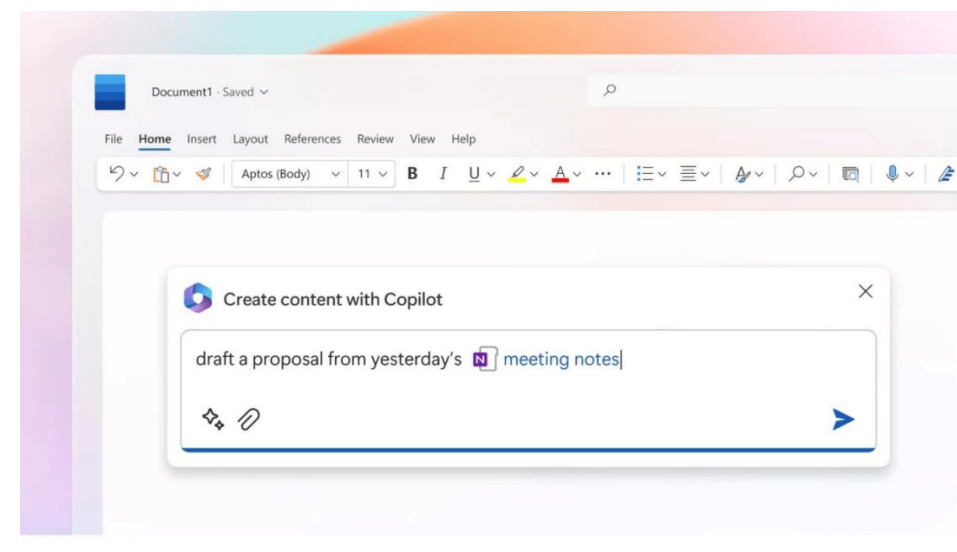 Document1 · Saved
File Home Insert Layout References Review View Help
Aptos (Body) 11 B I U A
Create content with Copilot
draft a proposal from yesterday's N meeting notes